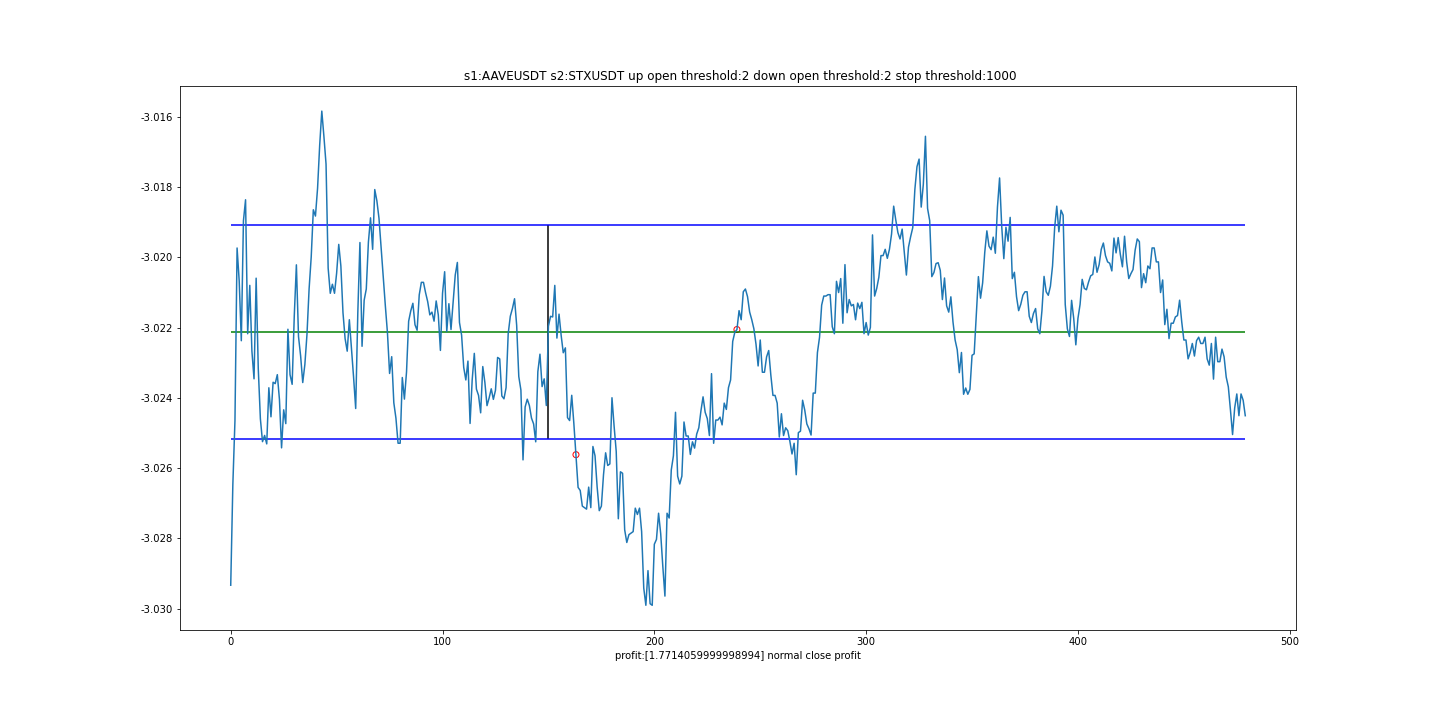 s1:AAVEUSDT s2:STXUSDT up open threshold:2 down open threshold:2 stop threshold:1000
-3.016
-3.018
-3.020
-3.022
-3.024
-3.026
-3.028
-3.030
0 100 200 300 400 500
profit:[1.7714059999998994] normal close profit